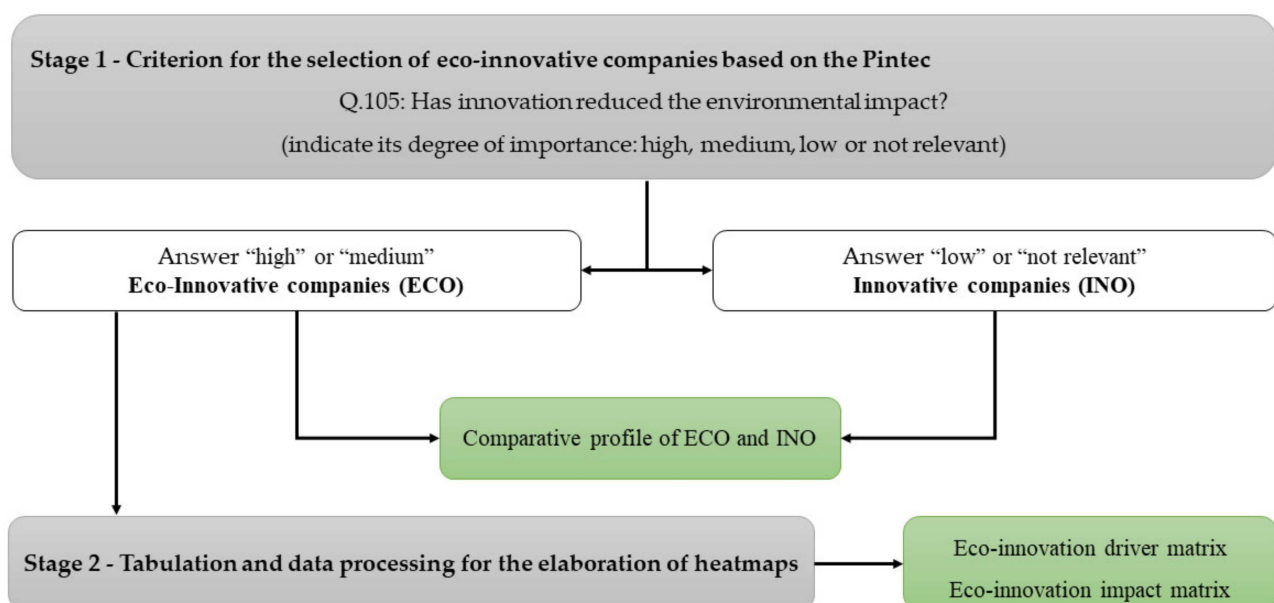 Stage 1 - Criterion for the selection of eco-innovative companies based on the Pintec
Q.105: Has innovation reduced the environmental impact?
(indicate its degree of importance: high, medium, low or not relevant)
Answer “high” or “medium”
Eco-Innovative companies (ECO)
Answer “low” or “not relevant”
Innovative companies (INO)
Comparative profile of ECO and INO
Stage 2 - Tabulation and data processing for the elaboration of heatmaps
Eco-innovation driver matrix
Eco-innovation impact matrix